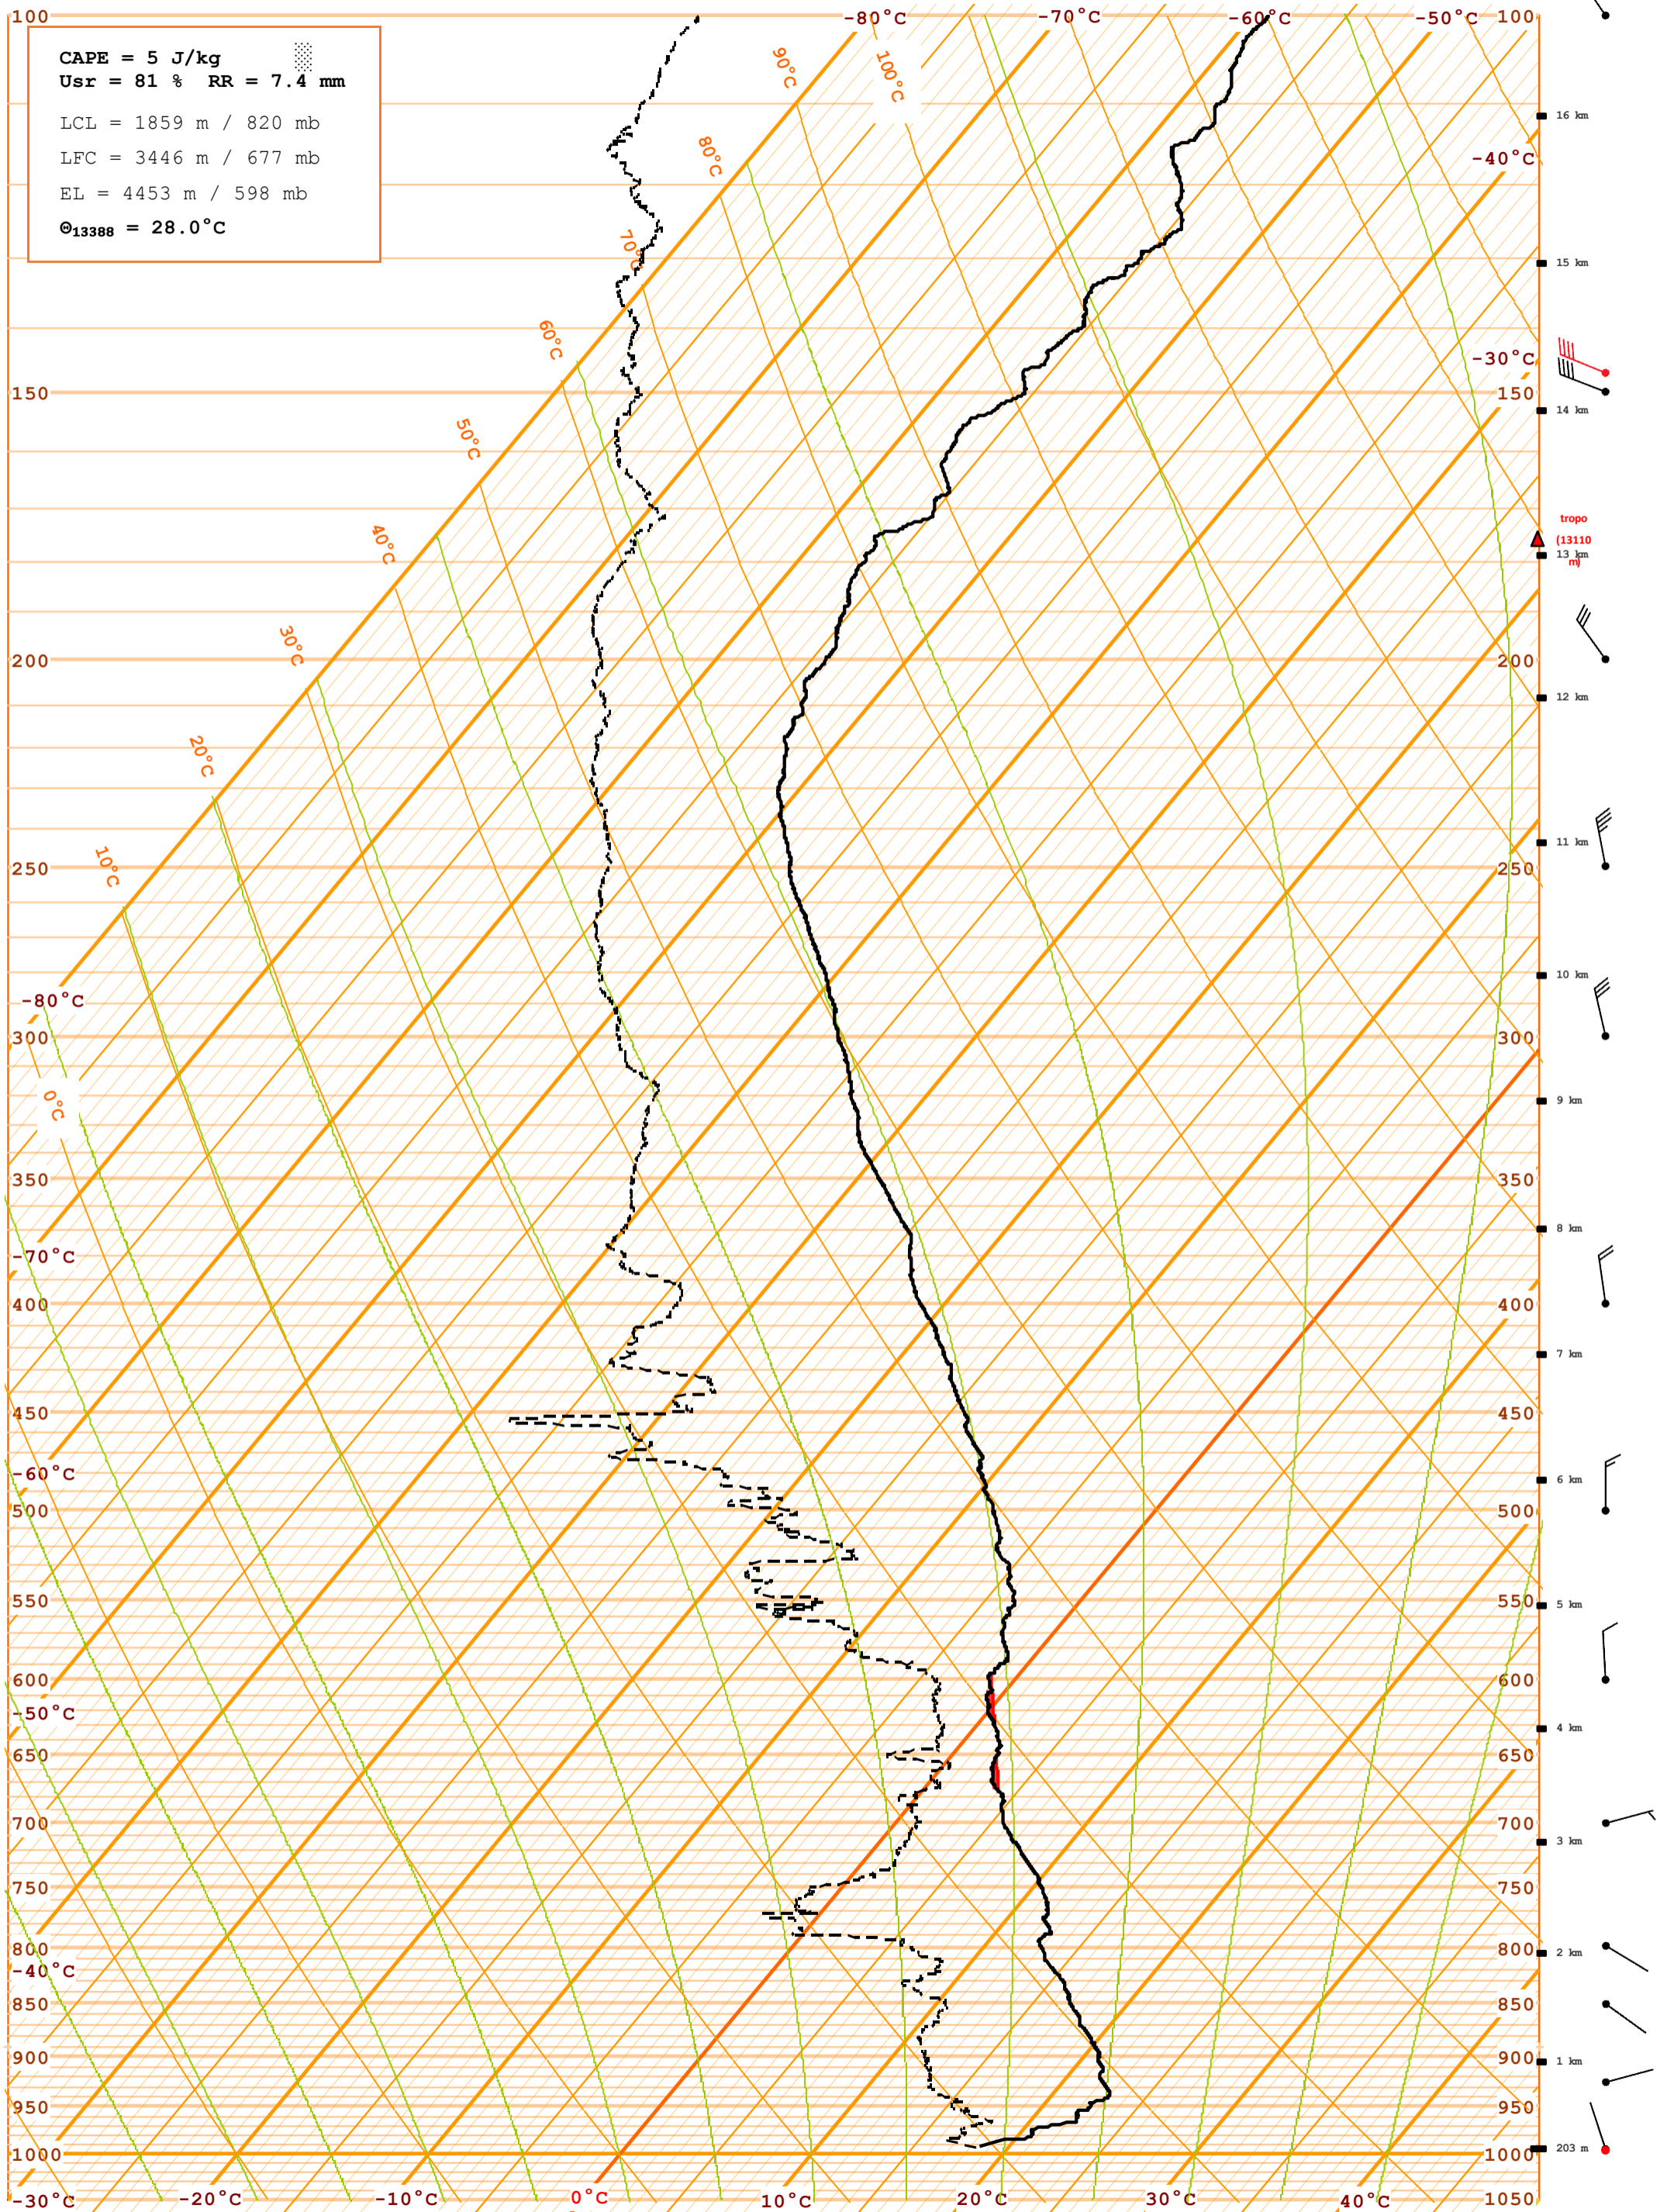 100 -80°C -70°C -60°C -50°C 100
CAPE = 5 J/kg
Usr = 81 % RR = 7.4 mm
LCL = 1859 m / 820 mb
LFC = 3446 m / 677 mb
EL = 4453 m / 598 mb
Θ13388 = 28.0°C
90°C 100°C
16 km
80°C
-40°C
70°C
15 km
60°C
-30°C
150 150
14 km
50°C
tropo
(13110
m)
13 km
40°C
30°C
200 200
12 km
20°C
11 km
10°C
250 250
10 km
-80°C
300 300
0°C
9 km
350 350
8 km
-70°C
400 400
7 km
450 450
-60°C
6 km
500 500
550 550
5 km
600 600
-50°C
4 km
650 650
700 700
3 km
750 750
800 800
2 km
-40°C
850 850
900 900
1 km
950 950
1000 1000
203 m
-30°C -20°C -10°C 0°C 10°C 20°C 30°C 40°C 1050